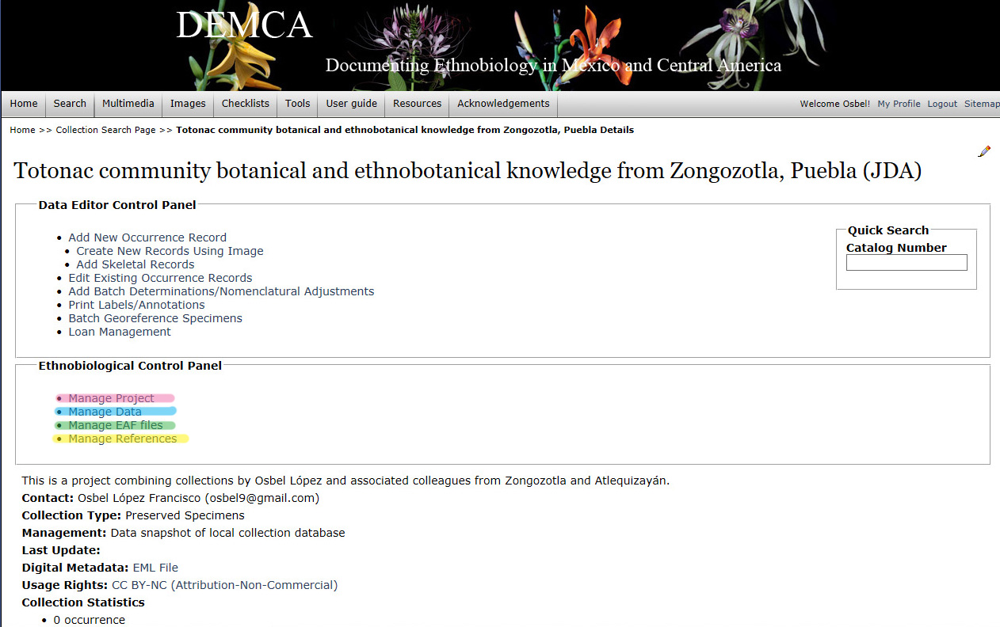 DEMCA
Documenting Ethnobiology in Mexico and Central America
Home Search Multimedia Images Checklists Tools User guide Resources Acknowledgements Welcome Osbel! My Profile Logout Sitemap
Home >> Collection Search Page >> Totonac community botanical and ethnobotanical knowledge from Zongozotla, Puebla Details
Totonac community botanical and ethnobotanical knowledge from Zongozotla, Puebla (JDA)
Data Editor Control Panel
• Add New Occurrence Record
• Create New Records Using Image
• Add Skeletal Records
• Edit Existing Occurrence Records
• Add Batch Determinations/Nomenclatural Adjustments
• Print Labels/Annotations
• Batch Georeference Specimens
• Loan Management
Quick Search
Catalog Number
Ethnobiological Control Panel
• Manage Project
• Manage Data
• Manage EAF files
• Manage References
This is a project combining collections by Osbel López and associated colleagues from Zongozotla and Atlequizayán.
Contact: Osbel López Francisco (osbel9@gmail.com)
Collection Type: Preserved Specimens
Management: Data snapshot of local collection database
Last Update:
Digital Metadata: EML File
Usage Rights: CC BY-NC (Attribution-Non-Commercial)
Collection Statistics
• 0 occurrence